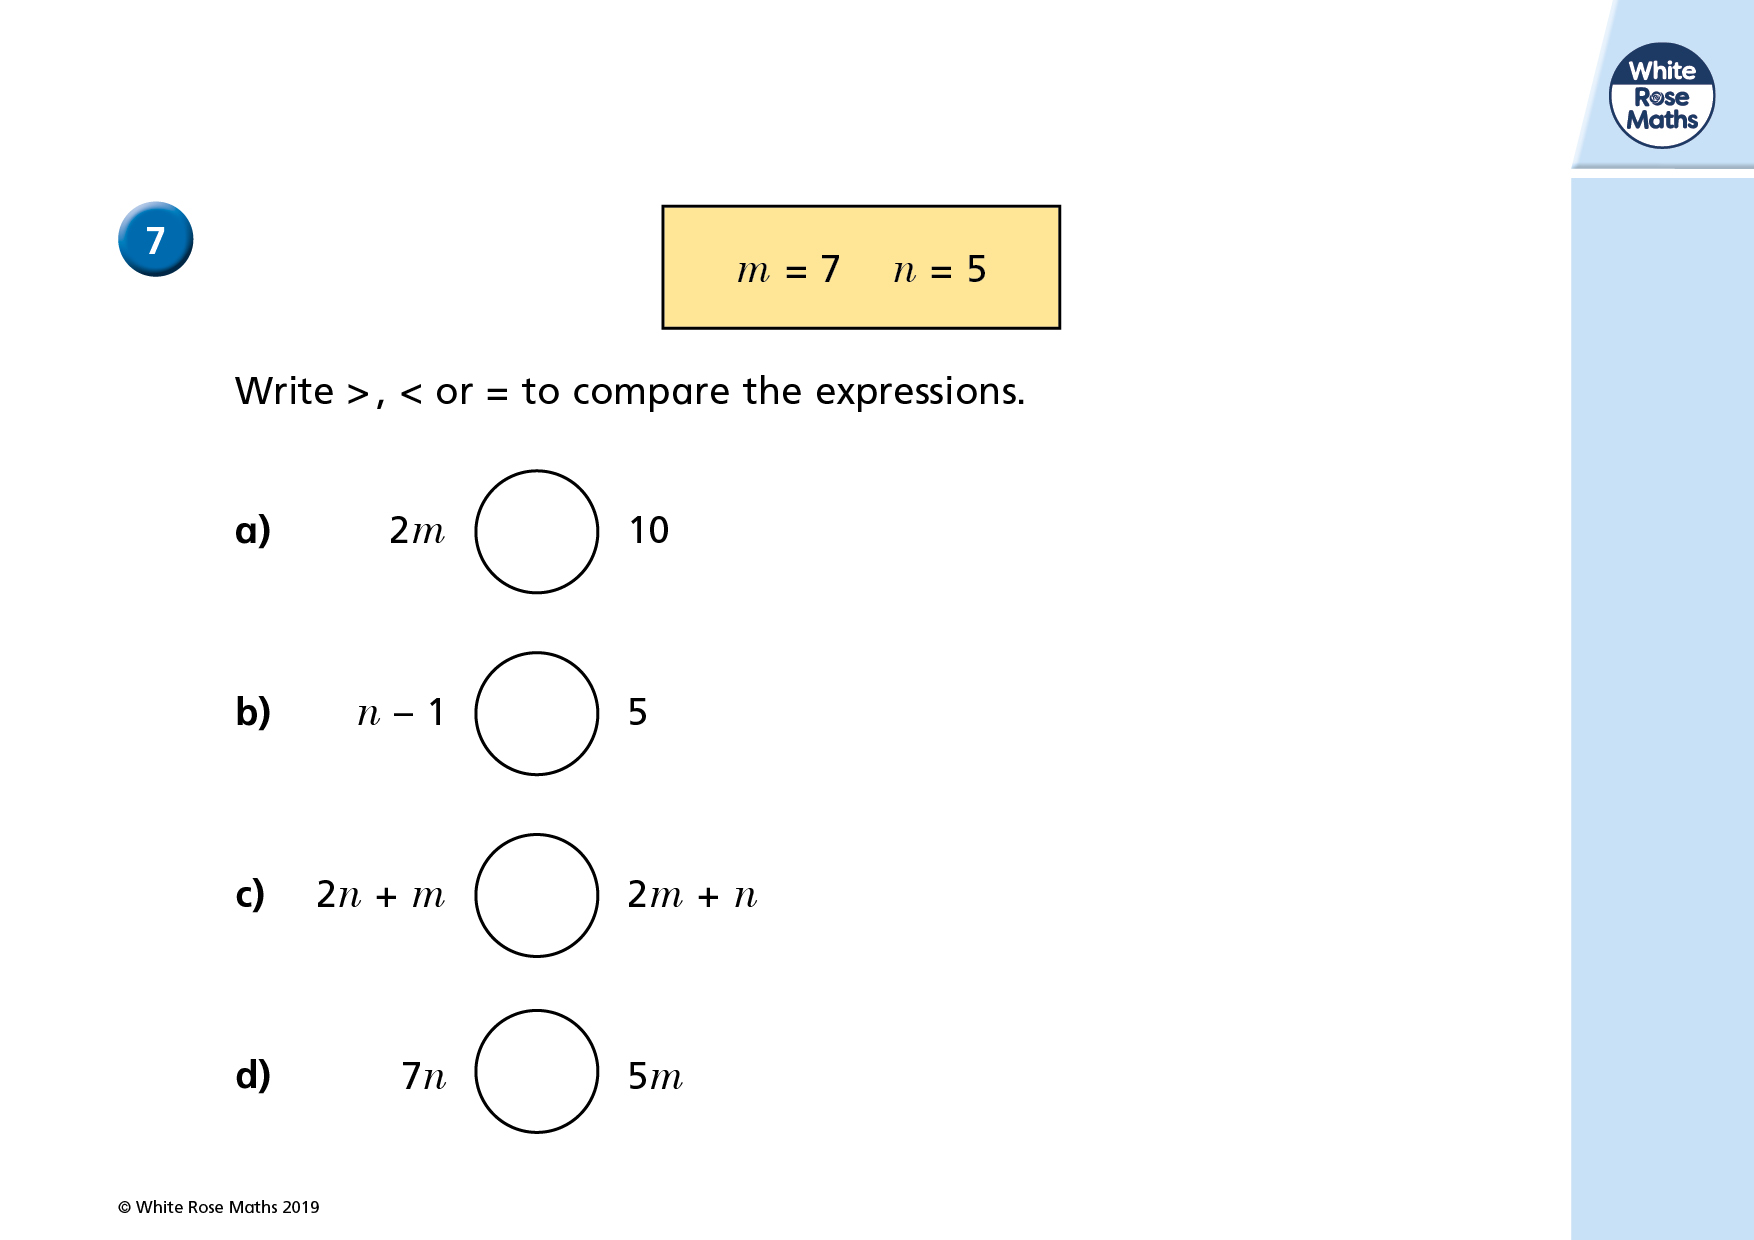 White
Rose
Maths
7
m = 7 n = 5
Write >, < or = to compare the expressions.
a) 2m 10
b) n – 1 5
c) 2n + m 2m + n
d) 7n 5m
© White Rose Maths 2019